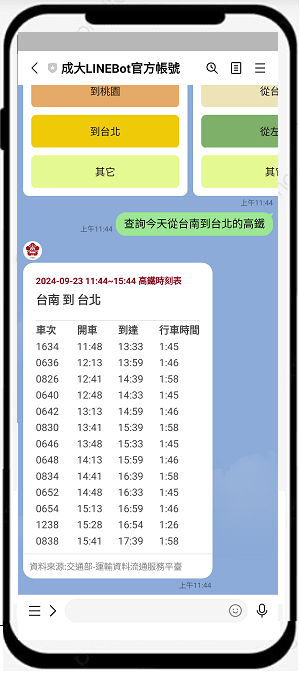 成大LINEBot官方帳號
到桃園
從台
到台北
從左
其它
其
上午11:44
查詢今天從台南到台北的高鐵
上午11:44
2024-09-23 11:44~15:44 高鐵時刻表
台南 到 台北
車次 開車 到達 行車時間
1634 11:48 13:33 1:45
0636 12:13 13:59 1:46
0826 12:41 14:39 1:58
0640 12:48 14:33 1:45
0642 13:13 14:59 1:46
0830 13:41 15:39 1:58
0646 13:48 15:33 1:45
0648 14:13 15:59 1:46
0834 14:41 16:39 1:58
0652 14:48 16:33 1:45
0654 15:13 16:59 1:46
1238 15:28 16:54 1:26
0838 15:41 17:39 1:58
資料來源:交通部-運輸資料流通服務平臺
上午11:44